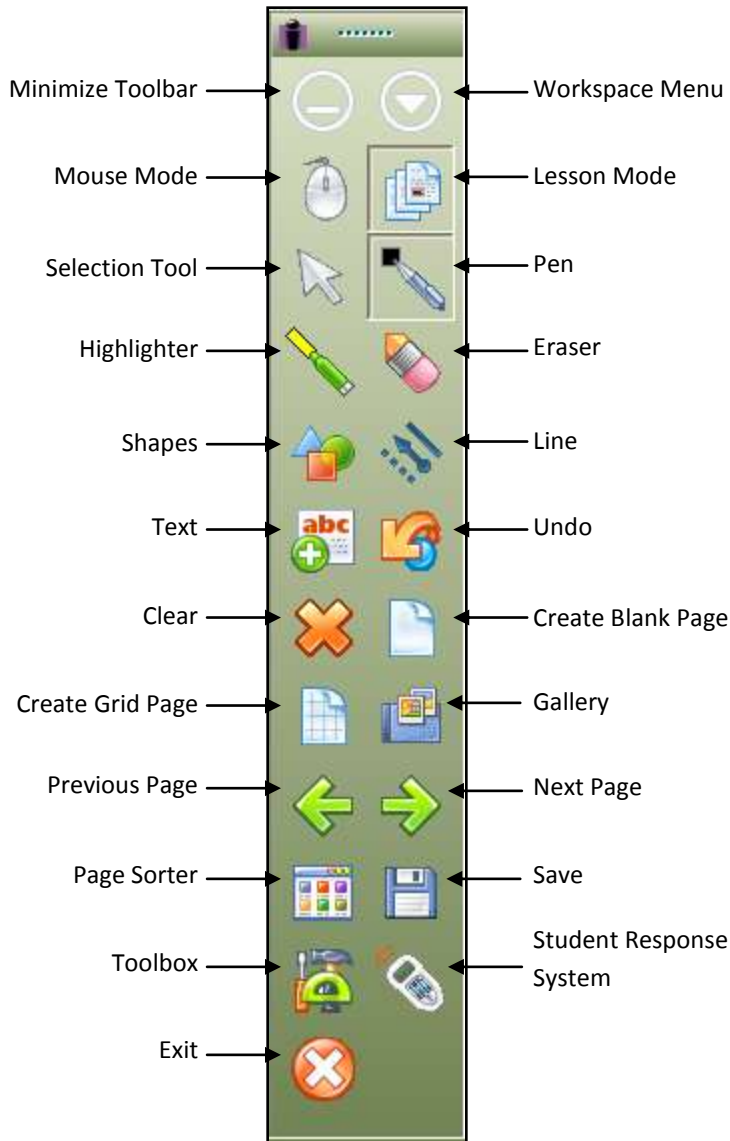 Minimize Toolbar
Workspace Menu
Mouse Mode
Lesson Mode
Selection Tool
Pen
Highlighter
Eraser
Shapes
Line
Text
abc
Undo
Clear
Create Blank Page
Create Grid Page
Gallery
Previous Page
Next Page
Page Sorter
Save
Toolbox
Student Response
System
Exit